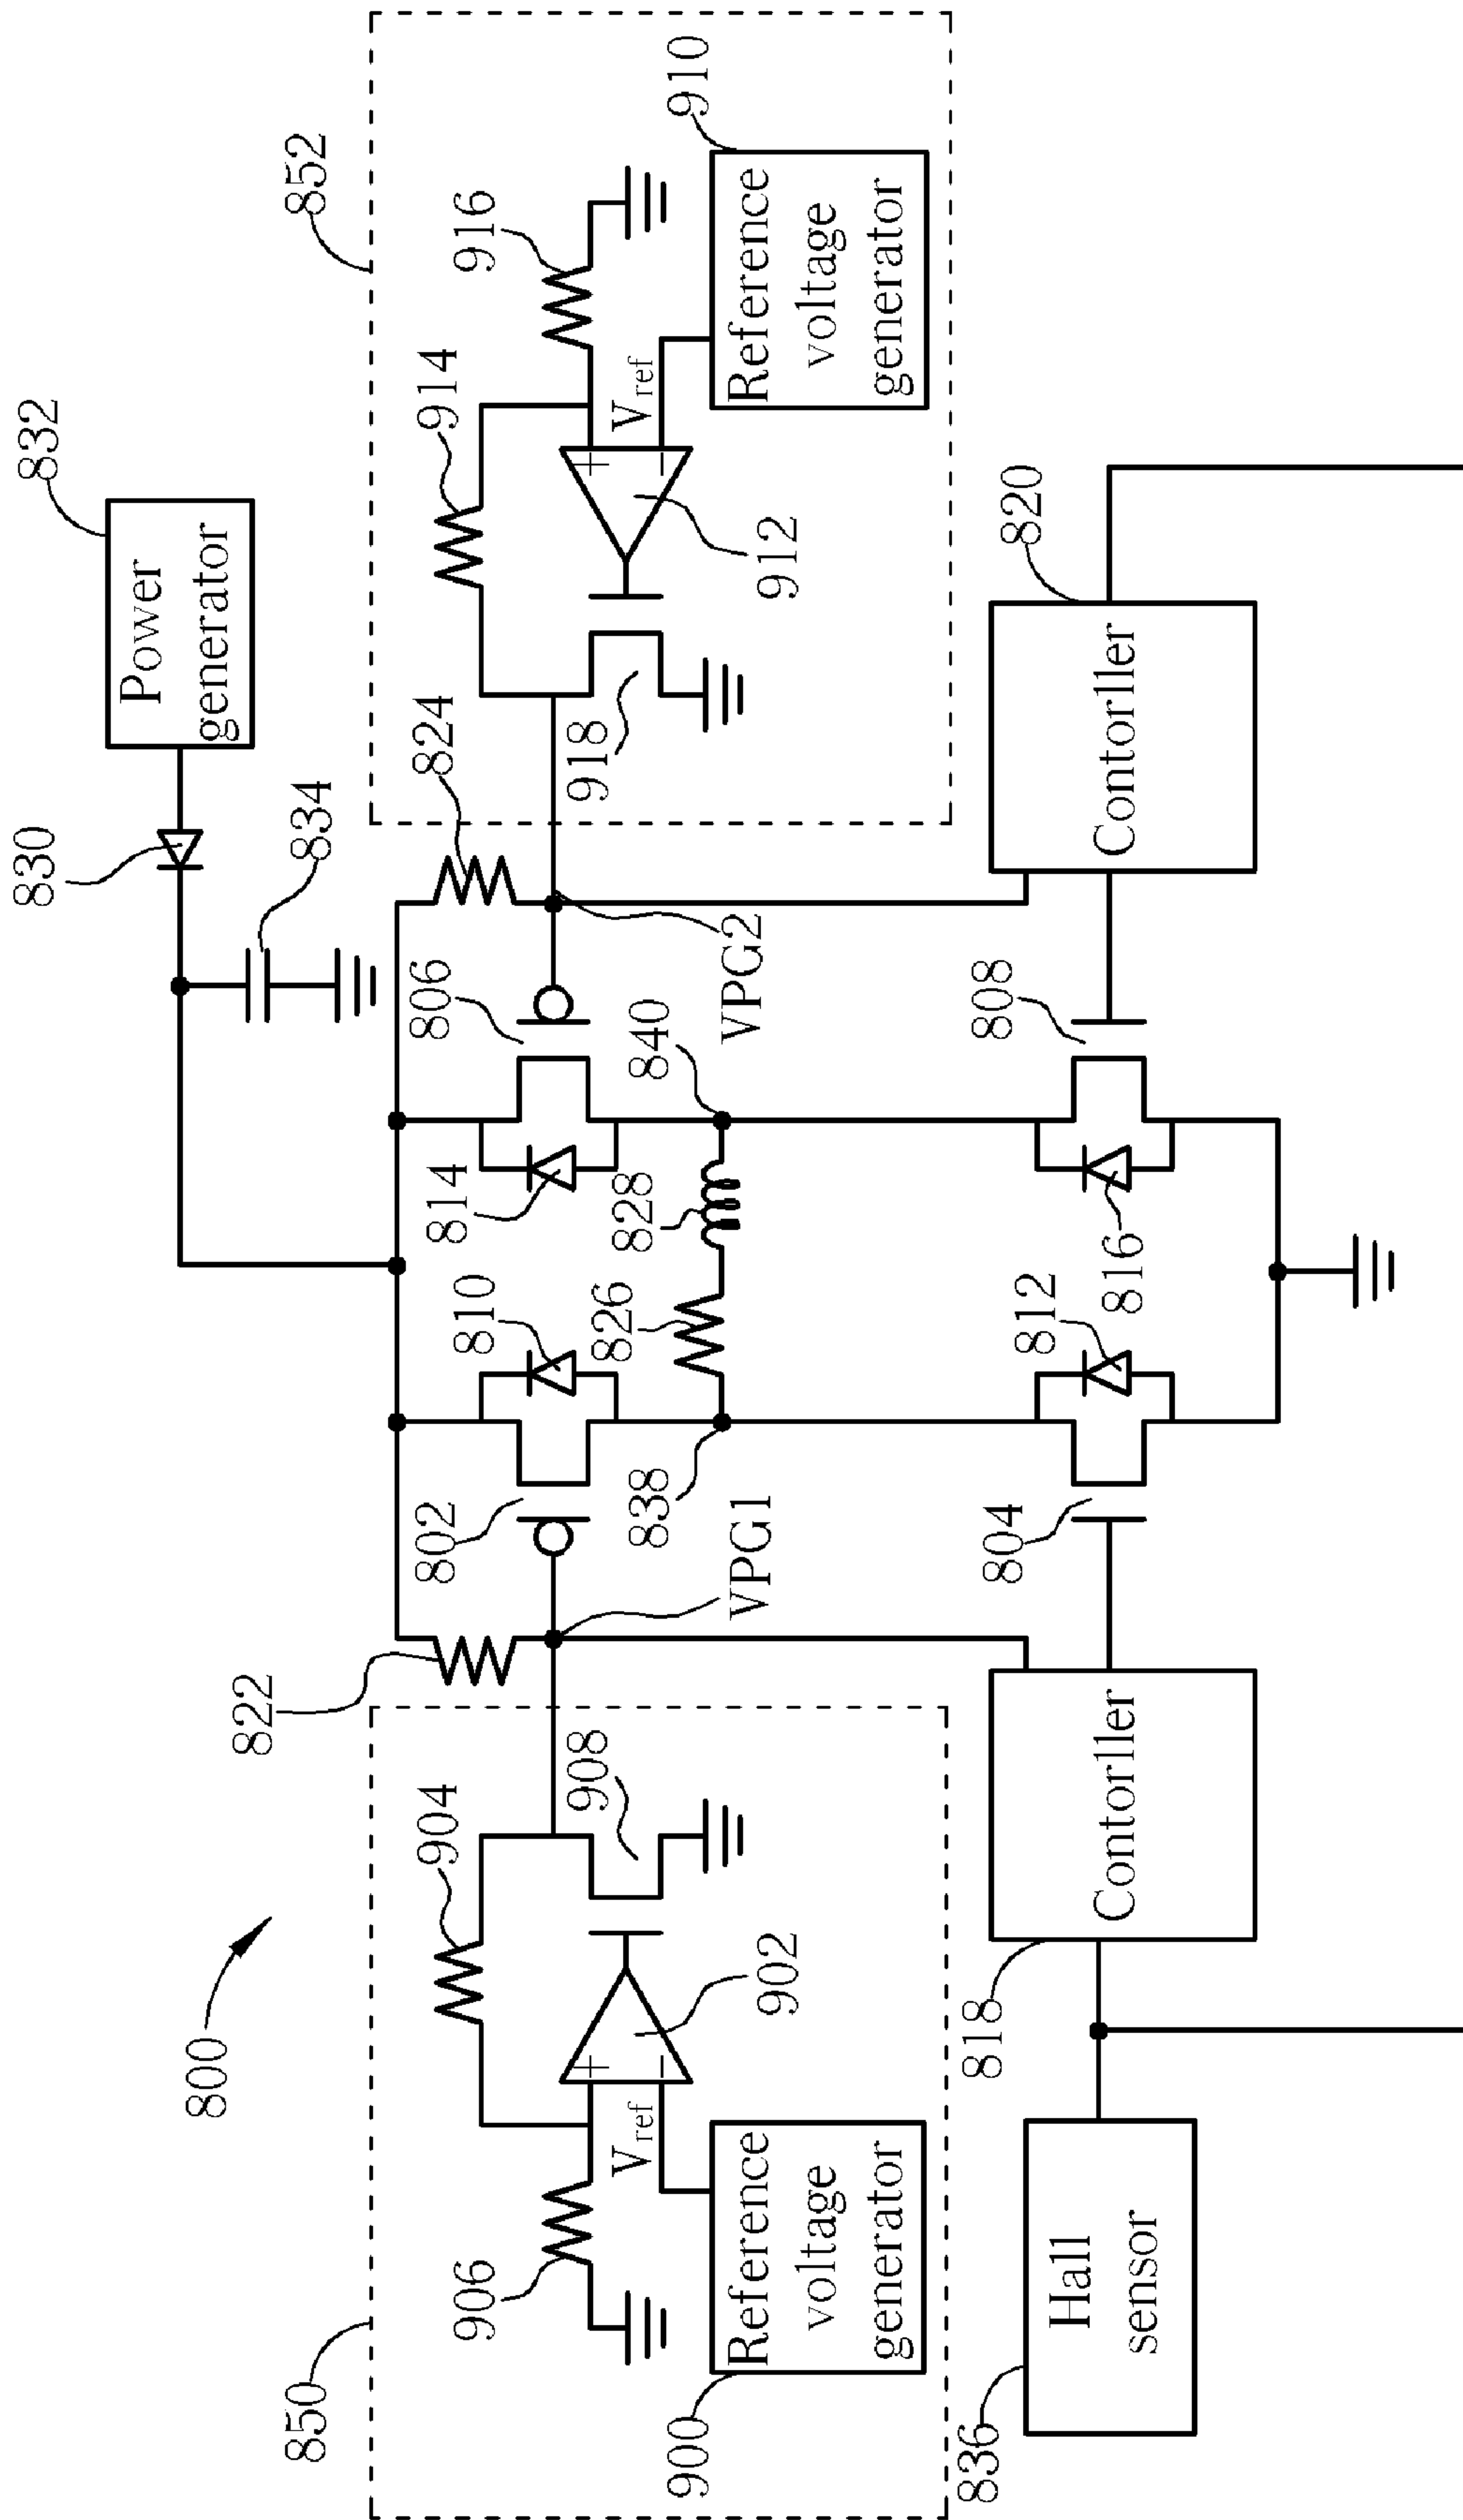 800
832
Power
generator
830
834
852
850
822
904
908
906
902
V ref
Reference
voltage
generator
900
802
810
814
806
824
914
916
918
912
V ref
Reference
voltage
generator
910
VPG1
838
826
828
840
VPG2
804
812
816
808
818
Contorller
820
Contorller
836
Hall
sensor